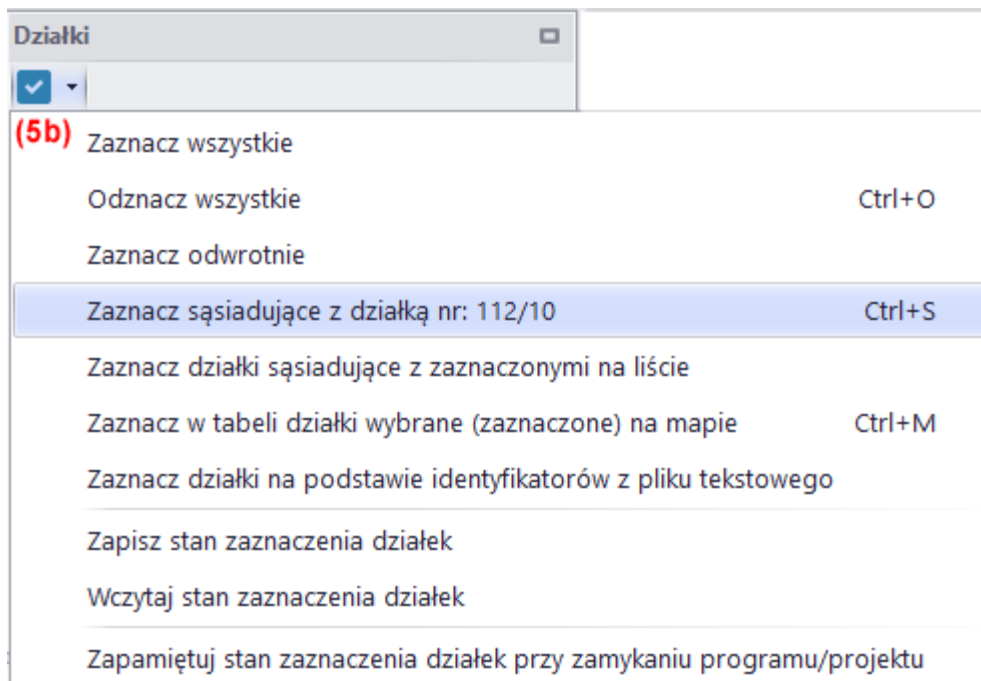 Działki
(5b) Zaznacz wszystkie
Odznacz wszystkie Ctrl+O
Zaznacz odwrotnie
Zaznacz sąsiadujące z działką nr: 112/10 Ctrl+S
Zaznacz działki sąsiadujące z zaznaczonymi na liście
Zaznacz w tabeli działki wybrane (zaznaczone) na mapie Ctrl+M
Zaznacz działki na podstawie identyfikatorów z pliku tekstowego
Zapisz stan zaznaczenia działek
Wczytaj stan zaznaczenia działek
Zapamiętuj stan zaznaczenia działek przy zamykaniu programu/projektu